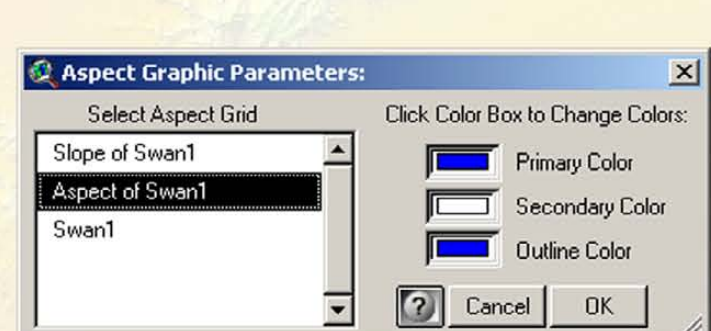 Aspect Graphic Parameters:
Select Aspect Grid
Slope of Swan1
Aspect of Swan1
Swan1
Click Color Box to Change Colors:
Primary Color
Secondary Color
Outline Color
? Cancel OK